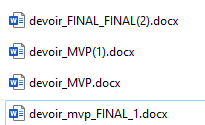 devoir_FINAL_FINAL(2).docx
devoir_MVP(1).docx
devoir_MVP.docx
devoir_mvp_FINAL_1.docx